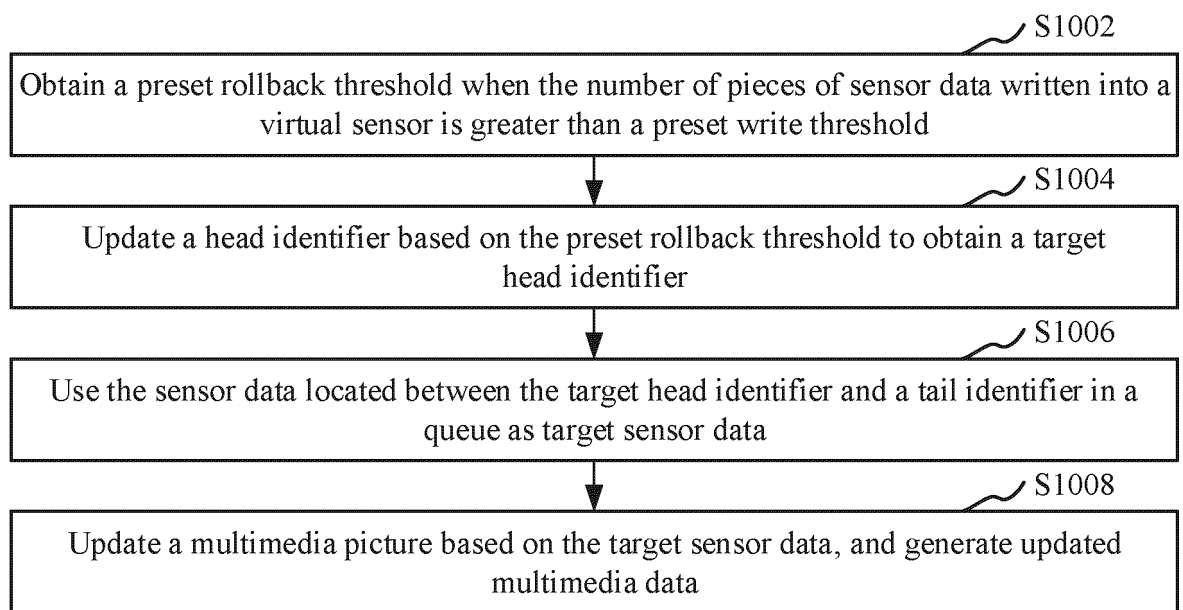 S1002
Obtain a preset rollback threshold when the number of pieces of sensor data written into a
virtual sensor is greater than a preset write threshold
S1004
Update a head identifier based on the preset rollback threshold to obtain a target
head identifier
S1006
Use the sensor data located between the target head identifier and a tail identifier in a
queue as target sensor data
S1008
Update a multimedia picture based on the target sensor data, and generate updated
multimedia data